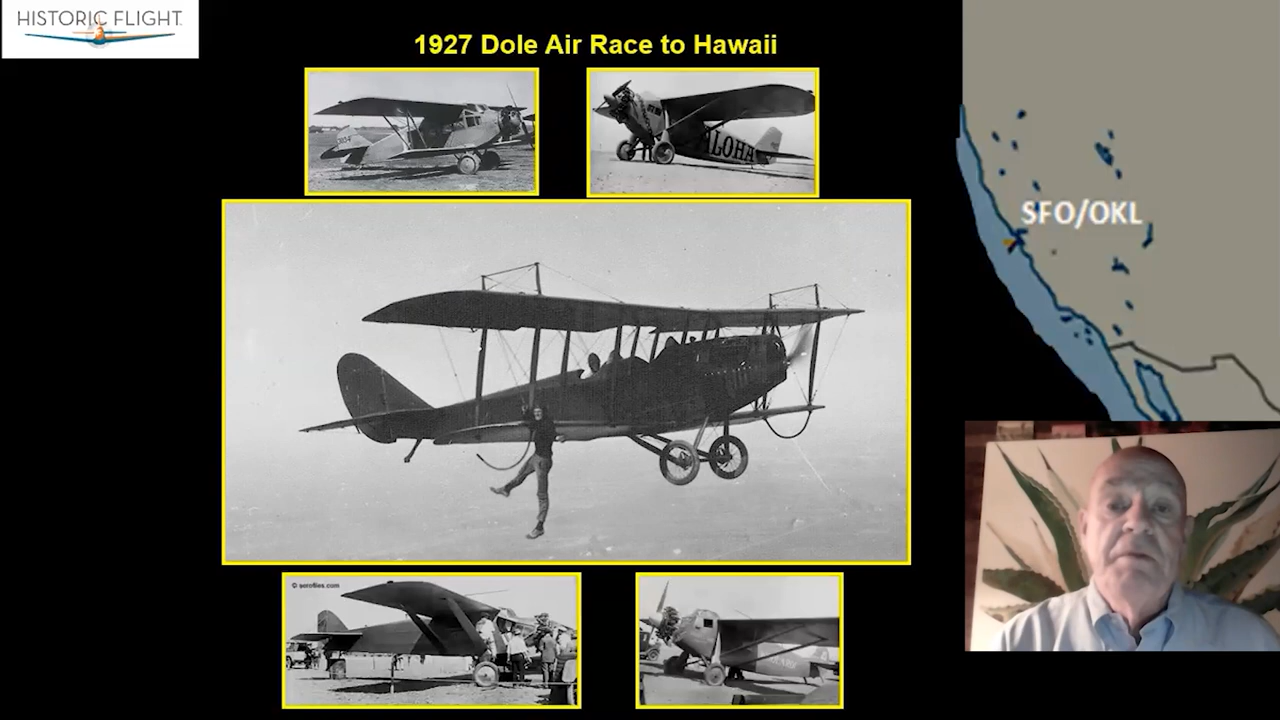 HISTORIC FLIGHT
1927 Dole Air Race to Hawaii
ALOHA
SFO/OKL
© aerofiles.com